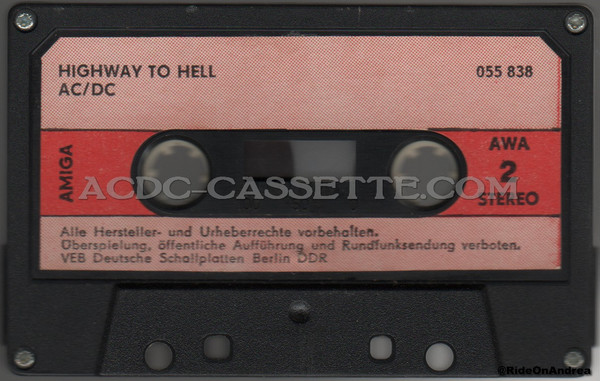 HIGHWAY TO HELL
AC/DC
055 838
AMIGA
AWA
2
STEREO
ACDC-CASSETTE.COM
Alle Hersteller- und Urheberrechte vorbehalten.
Überspielung, öffentliche Aufführung und Rundfunksendung verboten.
VEB Deutsche Schallplatten Berlin DDR
©RideOnAndrea